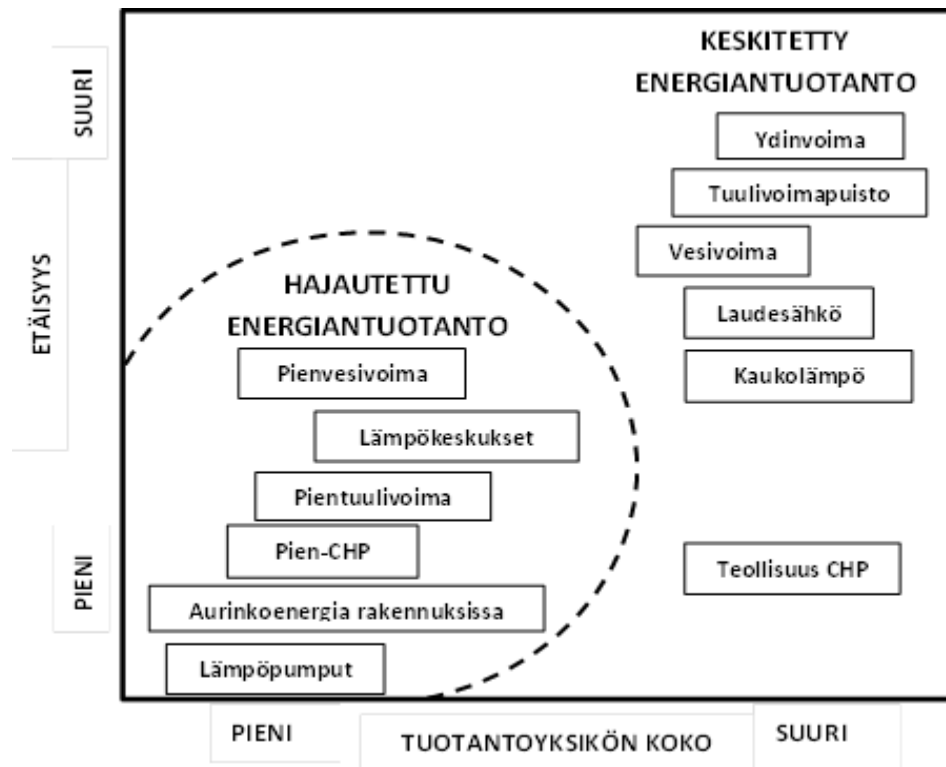 KESKITETTY
ENERGIANTUOTANTO
Ydinvoima
Tuulivoimapuisto
Vesivoima
Laudesähkö
Kaukolämpö
Teollisuus CHP
HAJAUTETTU
ENERGIANTUOTANTO
Pienvesivoima
Lämpökeskukset
Pientuulivoima
Pien-CHP
Aurinkoenergia rakennuksissa
Lämpöpumput
SUURI
ETÄISYYS
PIENI
PIENI
TUOTANTOYKSIKÖN KOKO
SUURI